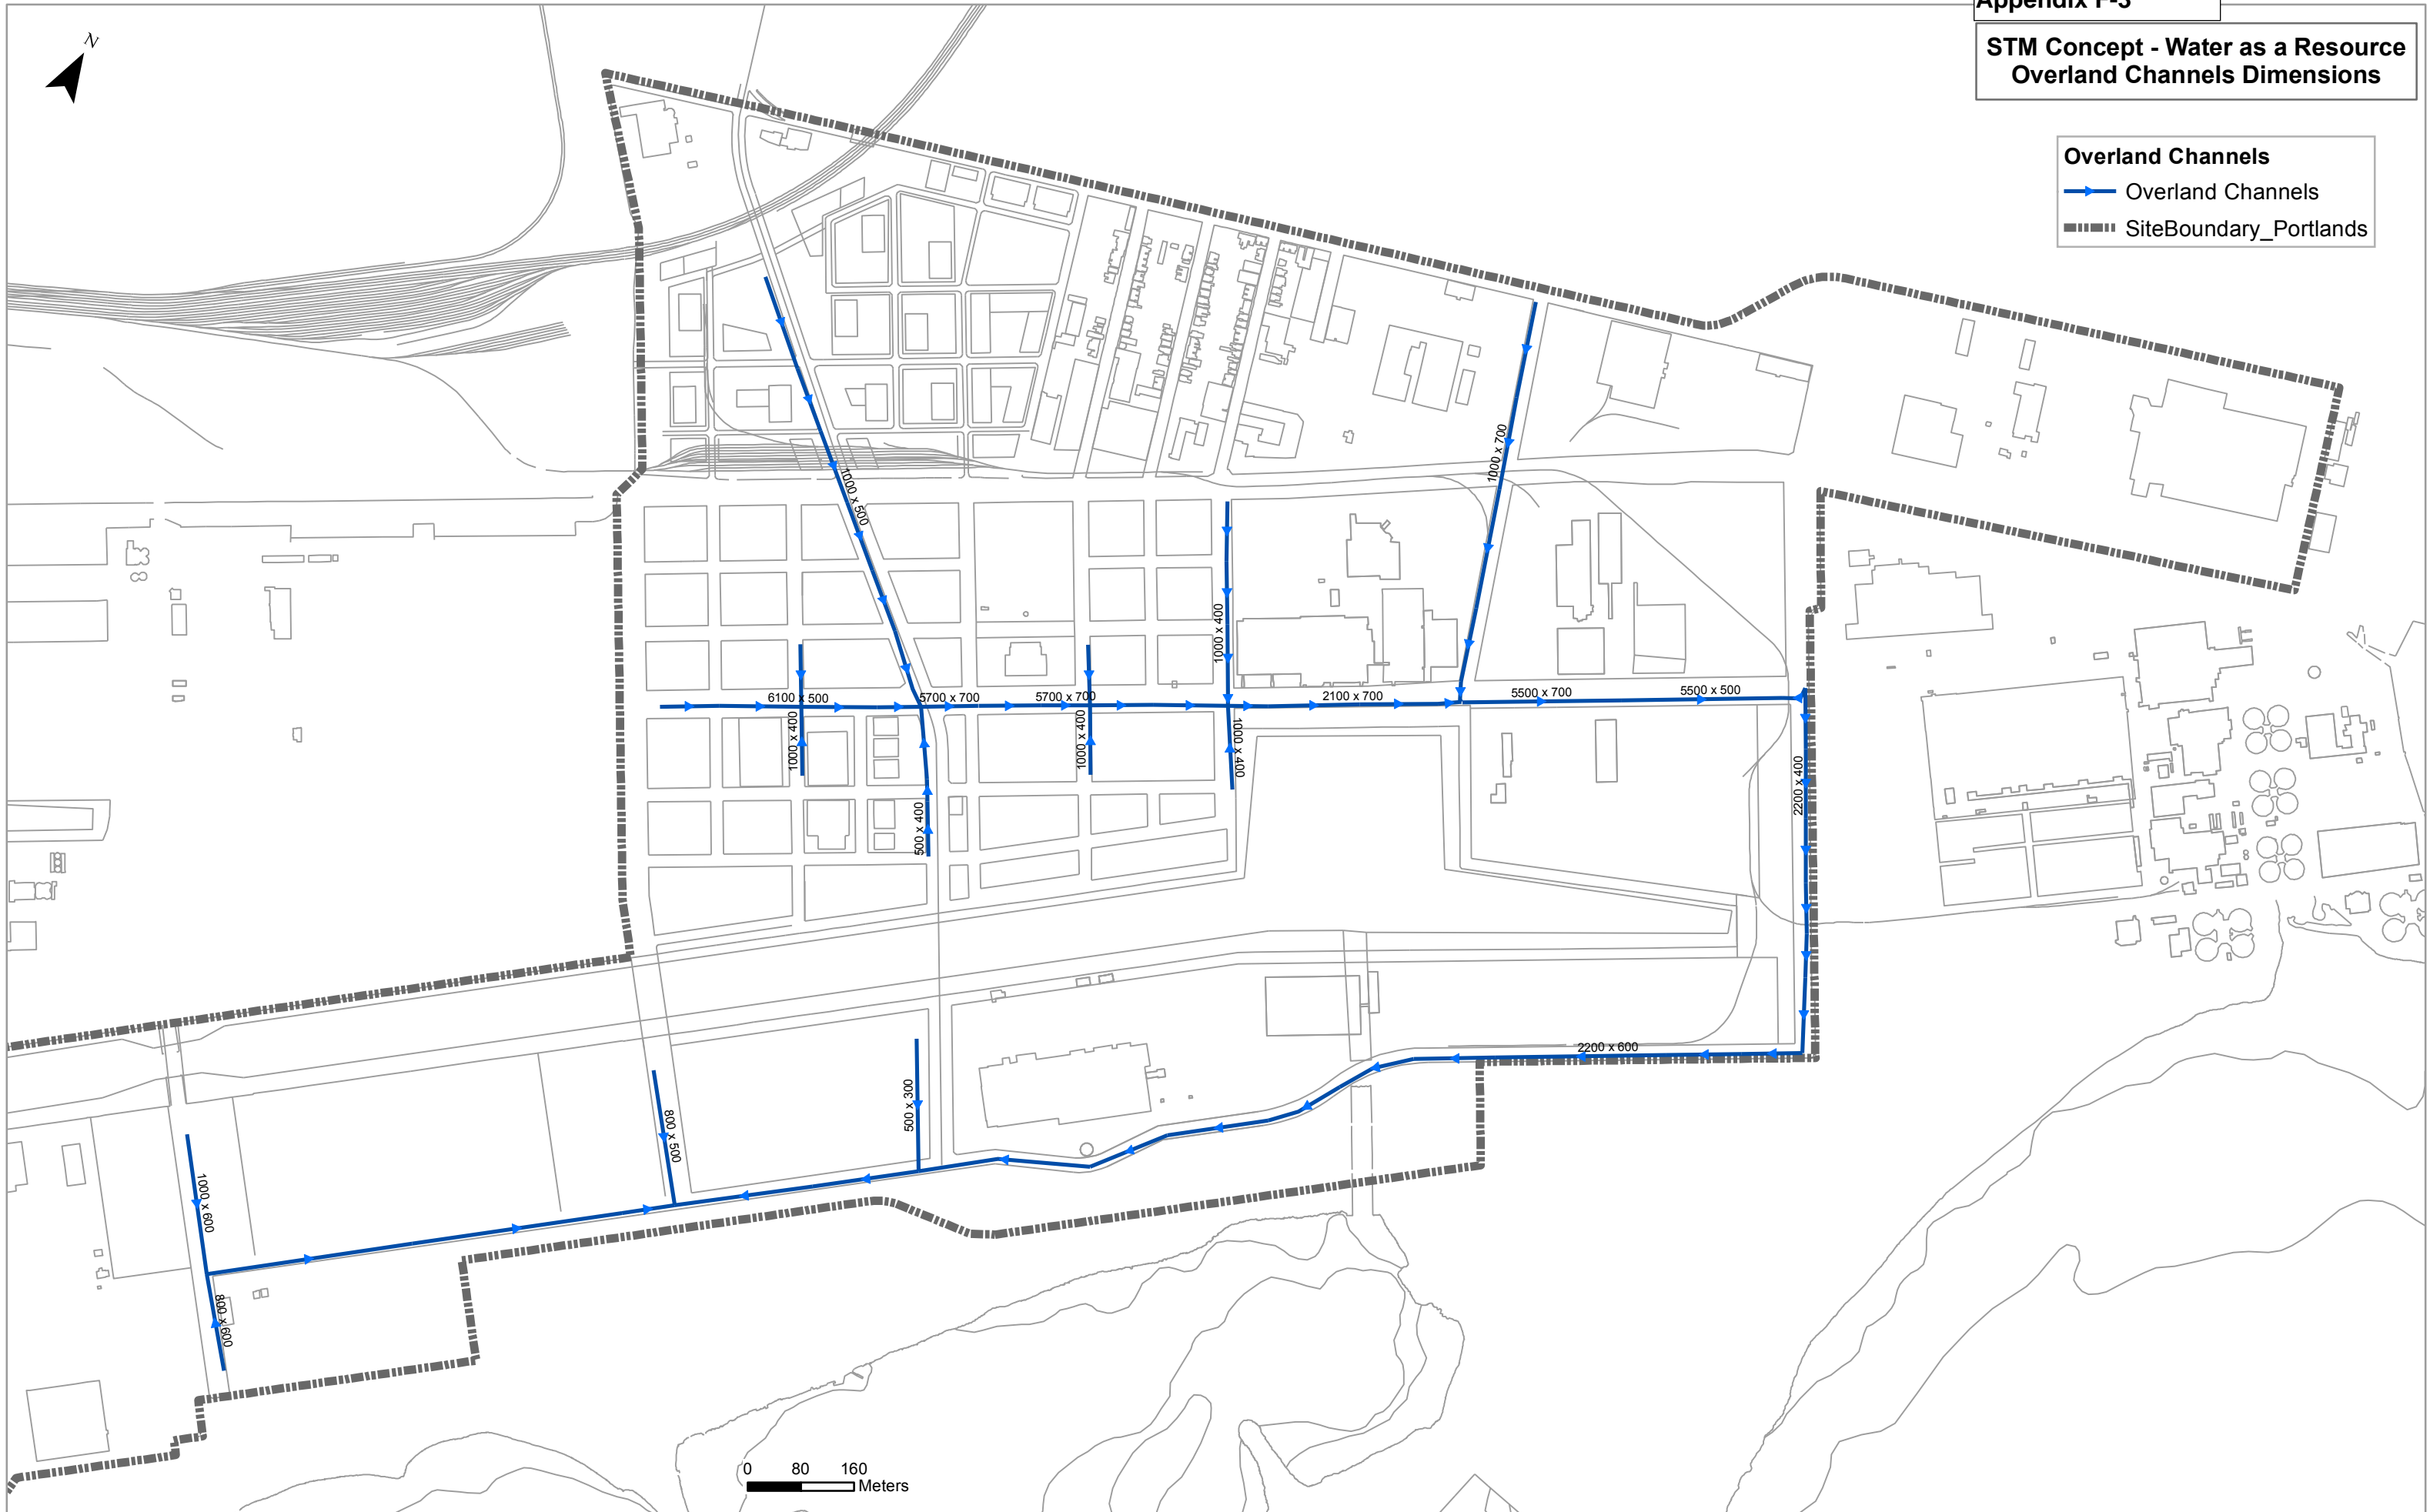 Appendix F-3
STM Concept - Water as a Resource
Overland Channels Dimensions
N
Overland Channels
Overland Channels
SiteBoundary_Portlands
1000 x 700
1000 x 500
1000 x 400
6100 x 500
5700 x 700
5700 x 700
2100 x 700
5500 x 700
5500 x 500
1000 x 400
1000 x 400
1000 x 400
2200 x 400
500 x 400
2200 x 600
500 x 300
800 x 500
1000 x 600
800 x 600
0 80 160
Meters